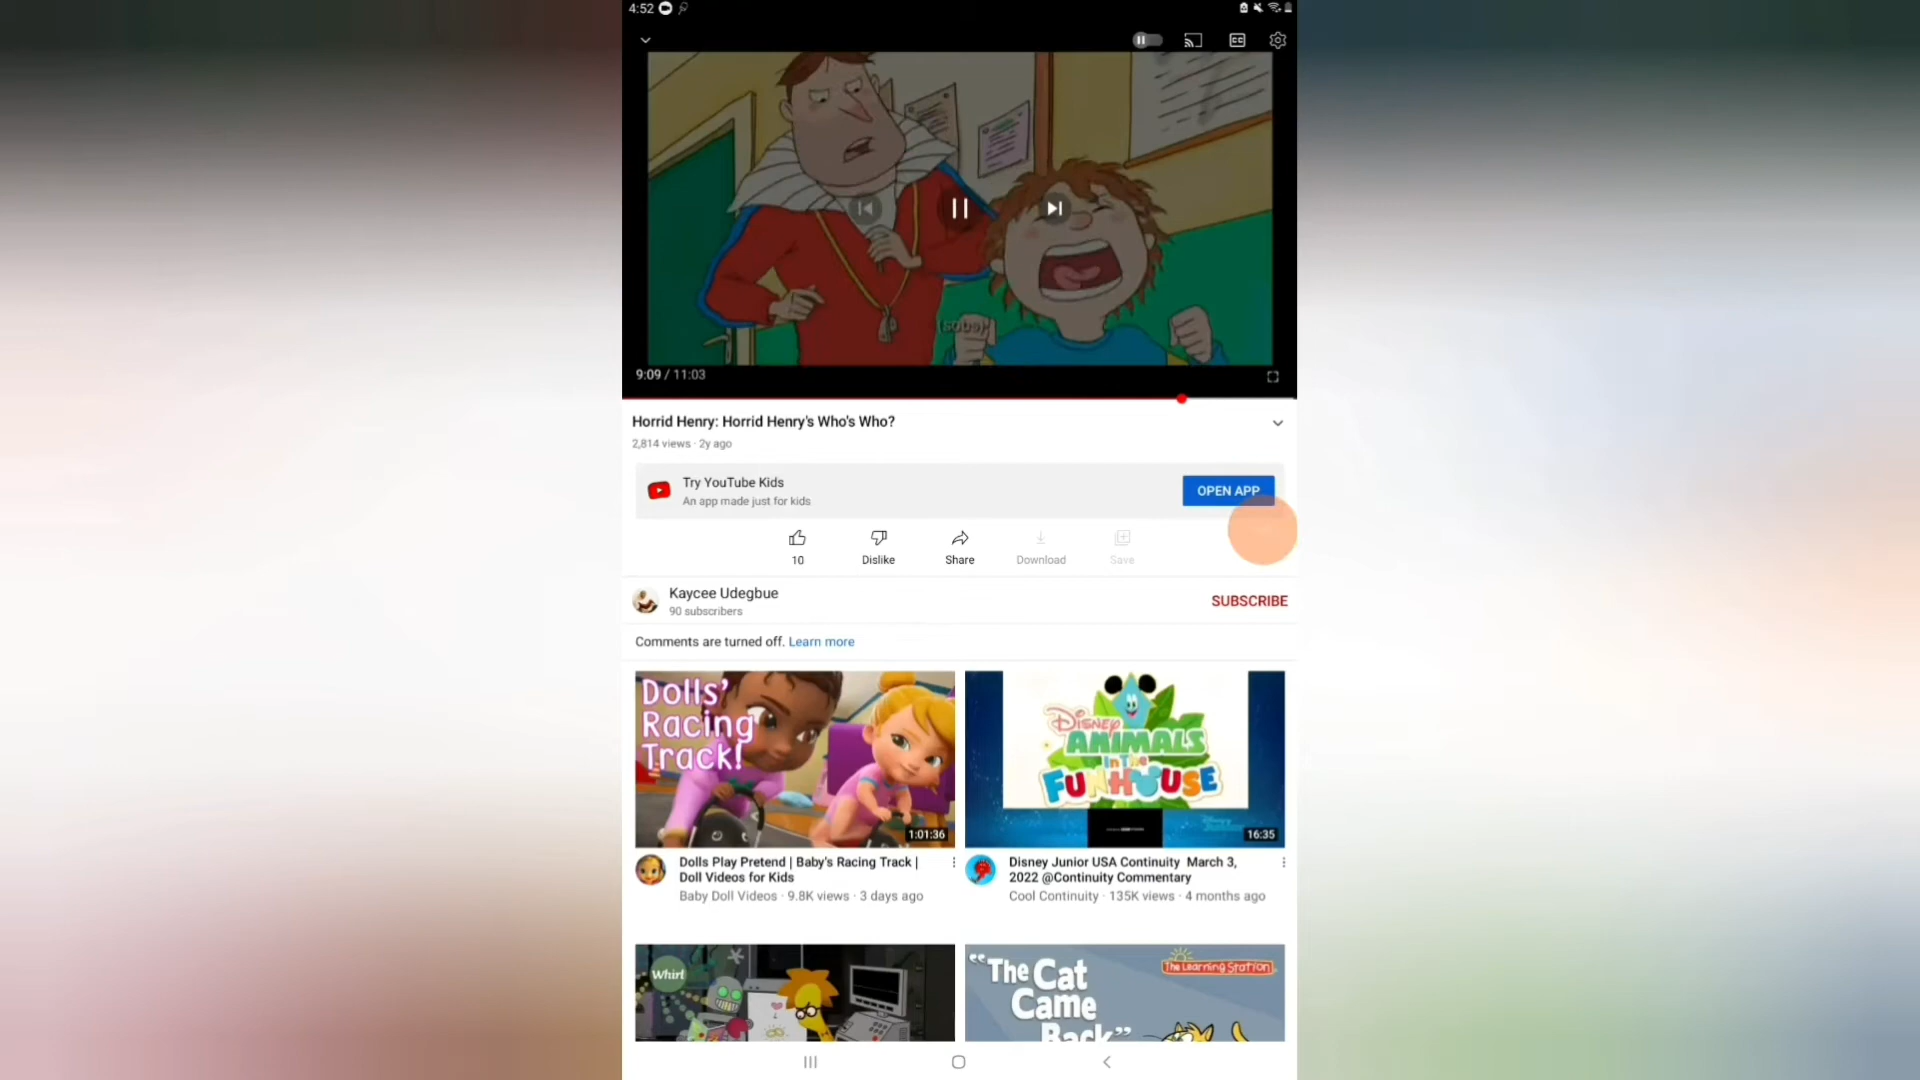 4:52
(sobs)
9:09 / 11:03
Horrid Henry: Horrid Henry's Who's Who?
2,814 views · 2y ago
Try YouTube Kids
An app made just for kids
OPEN APP
10
Dislike
Share
Download
Save
Kaycee Udegbue
90 subscribers
SUBSCRIBE
Comments are turned off. Learn more
Dolls'
Racing
Track!
1:01:36
Disney
ANIMALS
in the
FUNHOUSE
16:35
Dolls Play Pretend | Baby's Racing Track |
Doll Videos for Kids
Baby Doll Videos · 9.8K views · 3 days ago
Disney Junior USA Continuity March 3,
2022 @Continuity Commentary
Cool Continuity · 135K views · 4 months ago
Whirl
"The Cat
Came
Back"
The Learning Station